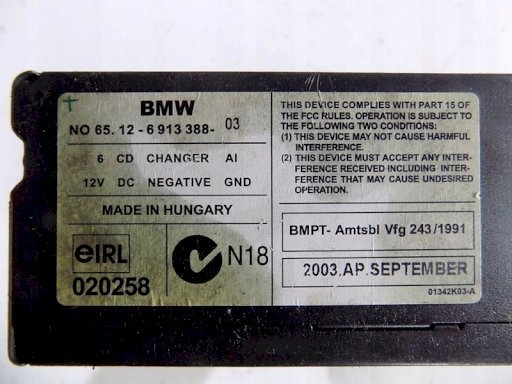 BMW
NO 65. 12 - 6 913 388- 03
6 CD CHANGER AI
12V DC NEGATIVE GND
MADE IN HUNGARY
eIRL
020258
N18
THIS DEVICE COMPLIES WITH PART 15 OF
THE FCC RULES. OPERATION IS SUBJECT TO
THE FOLLOWING TWO CONDITIONS:
(1) THIS DEVICE MAY NOT CAUSE HARMFUL
INTERFERENCE.
(2) THIS DEVICE MUST ACCEPT ANY INTER-
FERENCE RECEIVED INCLUDING INTER-
FERENCE THAT MAY CAUSE UNDESIRED
OPERATION.
BMPT- Amtsbl Vfg 243/1991
2003.AP.SEPTEMBER
01342K03-A